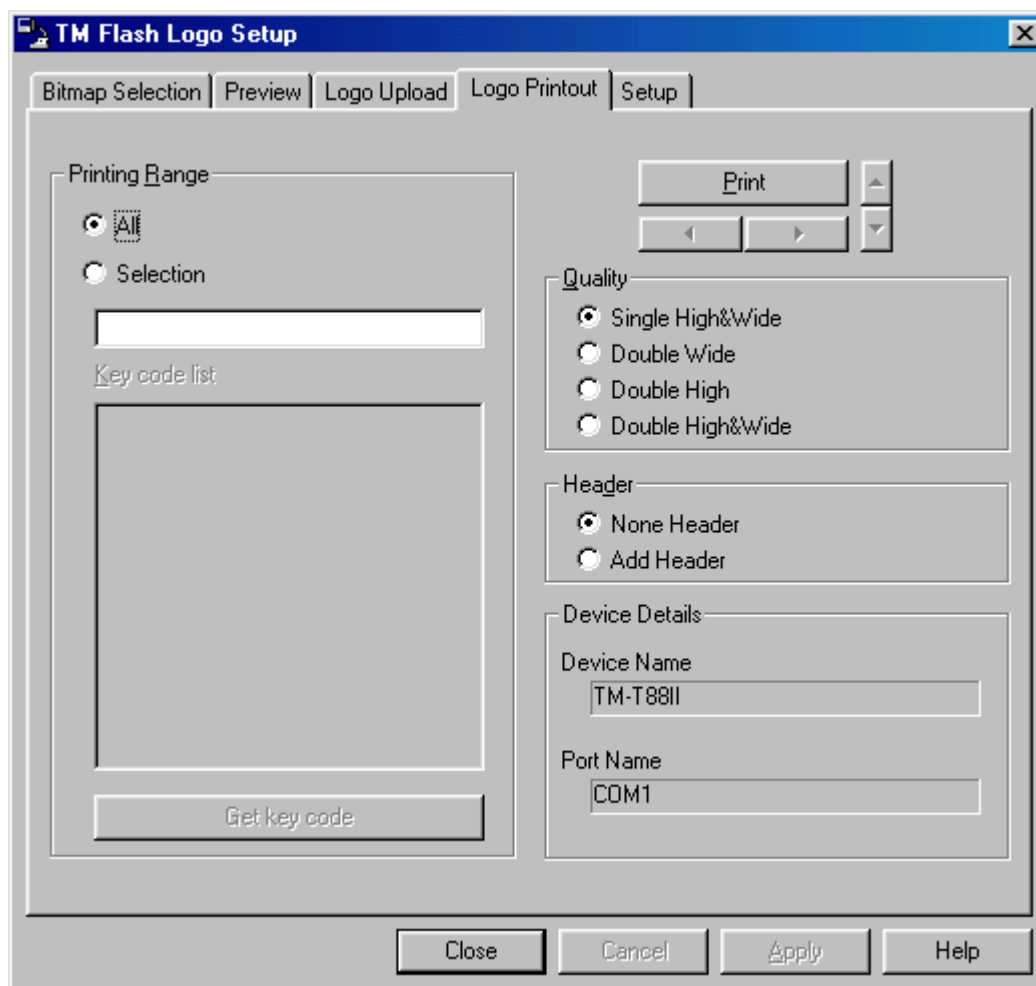 TM Flash Logo Setup
Bitmap Selection Preview Logo Upload Logo Printout Setup
Printing Range
All
Selection
Key code list
Get key code
Print
Quality
Single High&Wide
Double Wide
Double High
Double High&Wide
Header
None Header
Add Header
Device Details
Device Name
TM-T88II
Port Name
COM1
Close Cancel Apply Help